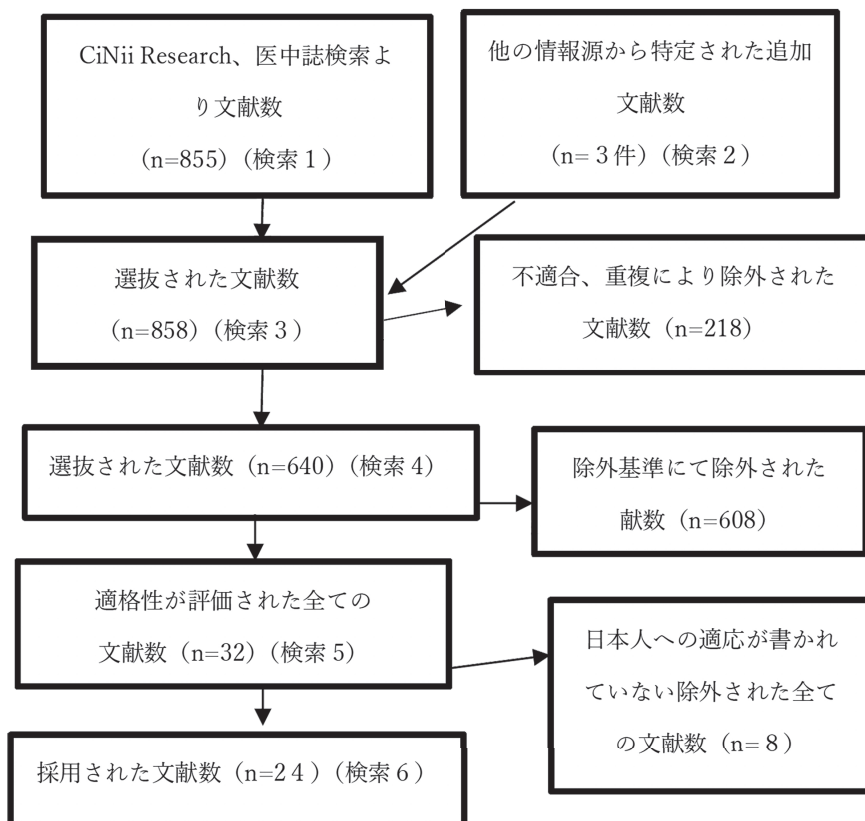 CiNii Research、医中誌検索よ
り文献数
(n=855)(検索1)
他の情報源から特定された追加
文献数
(n=3件)(検索2)
選抜された文献数
(n=858)(検索3)
不適合、重複により除外された
文献数(n=218)
選抜された文献数(n=640)(検索4)
除外基準にて除外された
献数(n=608)
適格性が評価された全ての
文献数(n=32)(検索5)
日本人への適応が書かれ
ていない除外された全て
の文献数(n=8)
採用された文献数(n=24)(検索6)